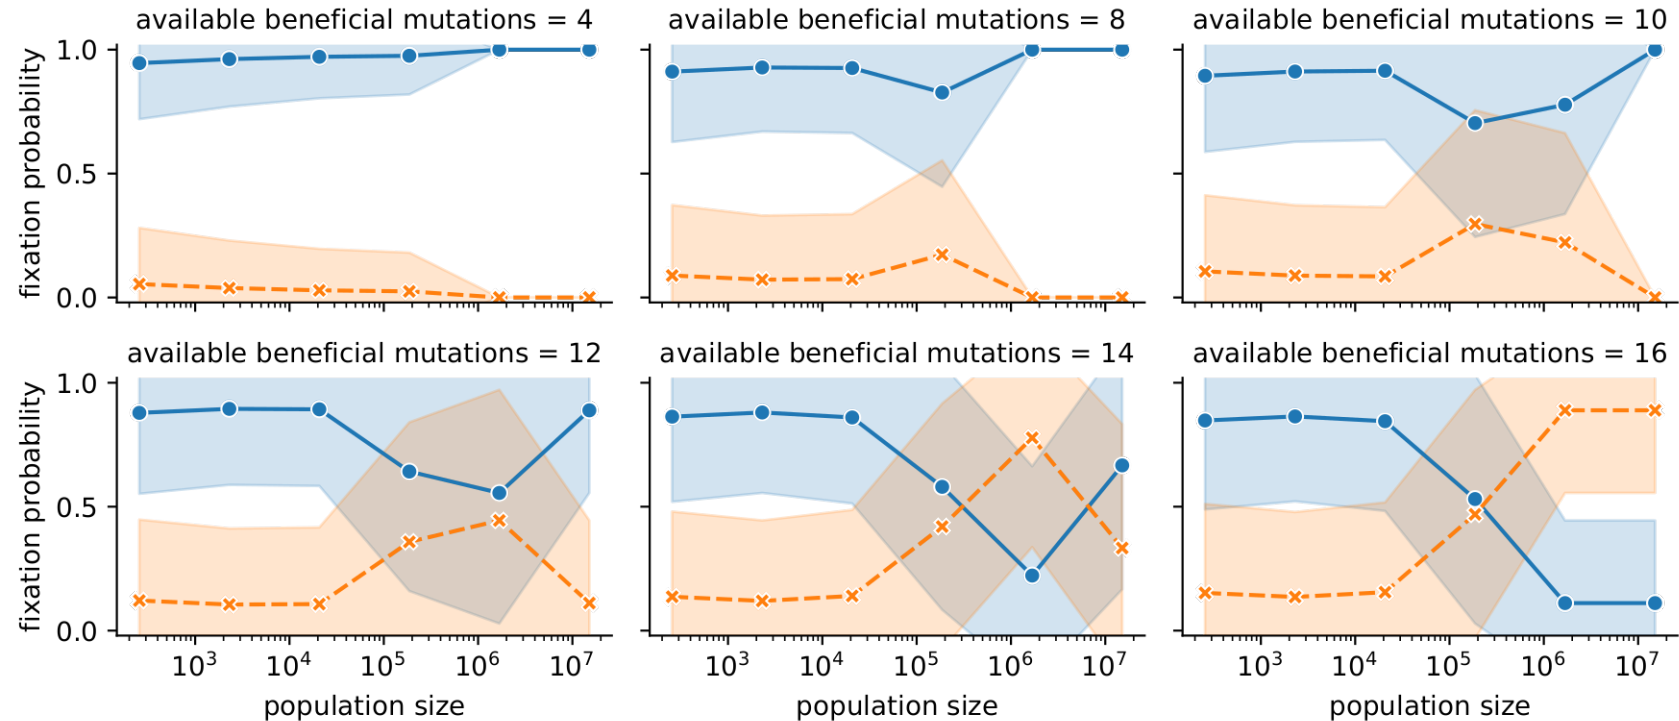 available beneficial mutations = 4
available beneficial mutations = 8
available beneficial mutations = 10
fixation probability
1.0
0.5
0.0
available beneficial mutations = 12
available beneficial mutations = 14
available beneficial mutations = 16
fixation probability
1.0
0.5
0.0
10³ 10⁴ 10⁵ 10⁶ 10⁷
10³ 10⁴ 10⁵ 10⁶ 10⁷
10³ 10⁴ 10⁵ 10⁶ 10⁷
population size
population size
population size